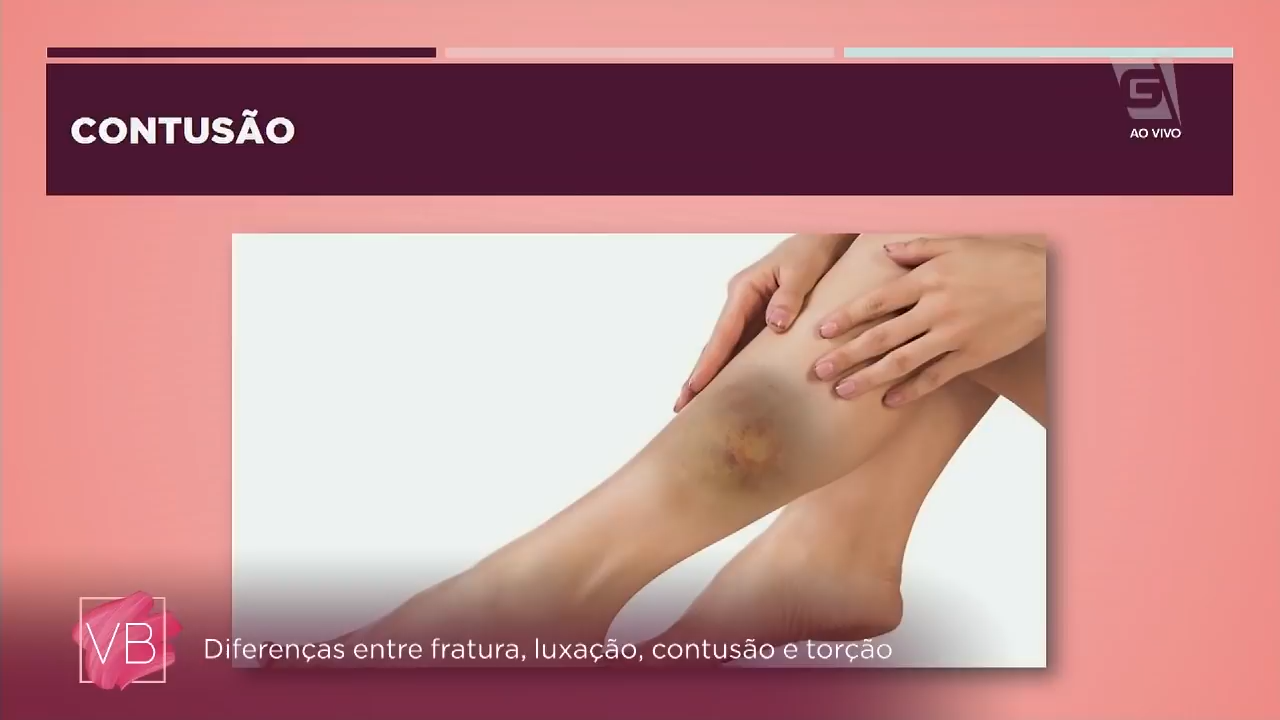 CONTUSÃO
AO VIVO
VB
Diferenças entre fratura, luxação, contusão e torção